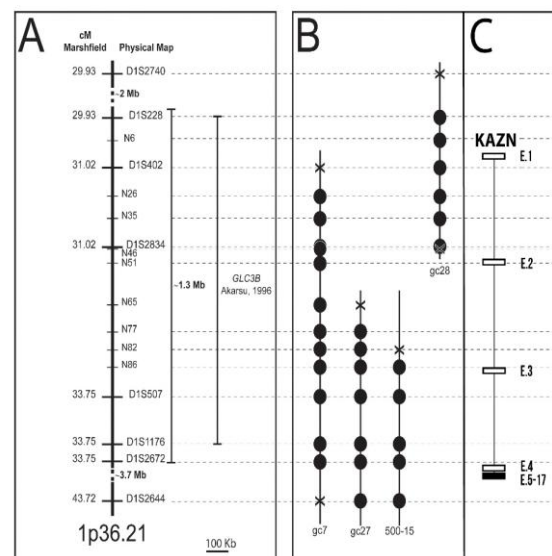 A
B
C
cM
Marshfield
Physical Map
29.93
D1S2740
~2 Mb
29.93
D1S228
N6
31.02
D1S402
N26
N35
31.02
D1S2834
N46
N51
~1.3 Mb
GLC3B
Akarsu, 1996
N65
N77
N82
N86
33.75
D1S507
33.75
D1S1176
33.75
D1S2672
~3.7 Mb
43.72
D1S2644
1p36.21
100 Kb
gc28
gc7
gc27
500-15
KAZN
E.1
E.2
E.3
E.4
E.5-17